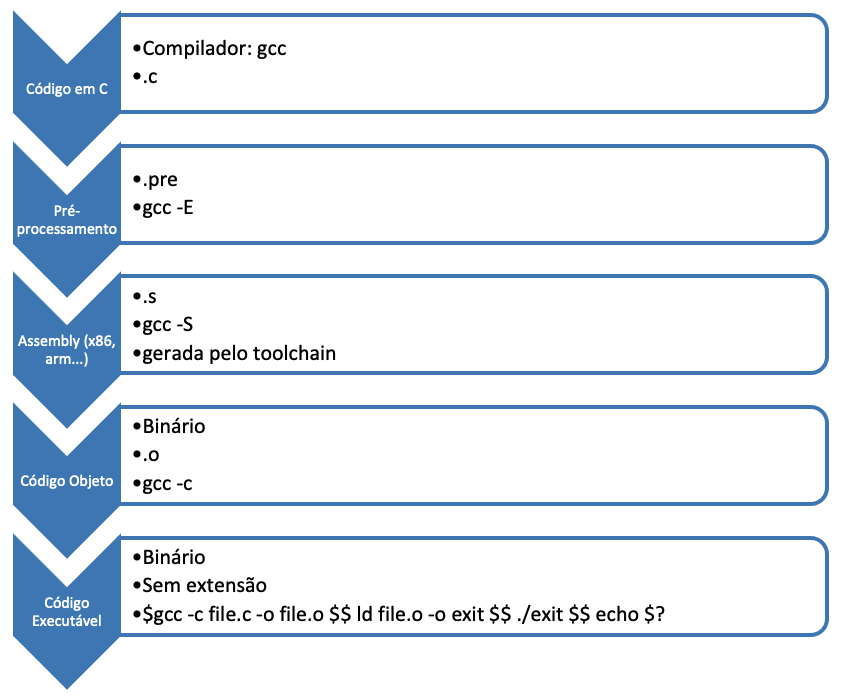 Código em C
•Compilador: gcc
•.c
Pré-
processamento
•.pre
•gcc -E
Assembly (x86,
arm...)
•.s
•gcc -S
•gerada pelo toolchain
Código Objeto
•Binário
•.o
•gcc -c
Código
Executável
•Binário
•Sem extensão
•$gcc -c file.c -o file.o $$ ld file.o -o exit $$ ./exit $$ echo $?